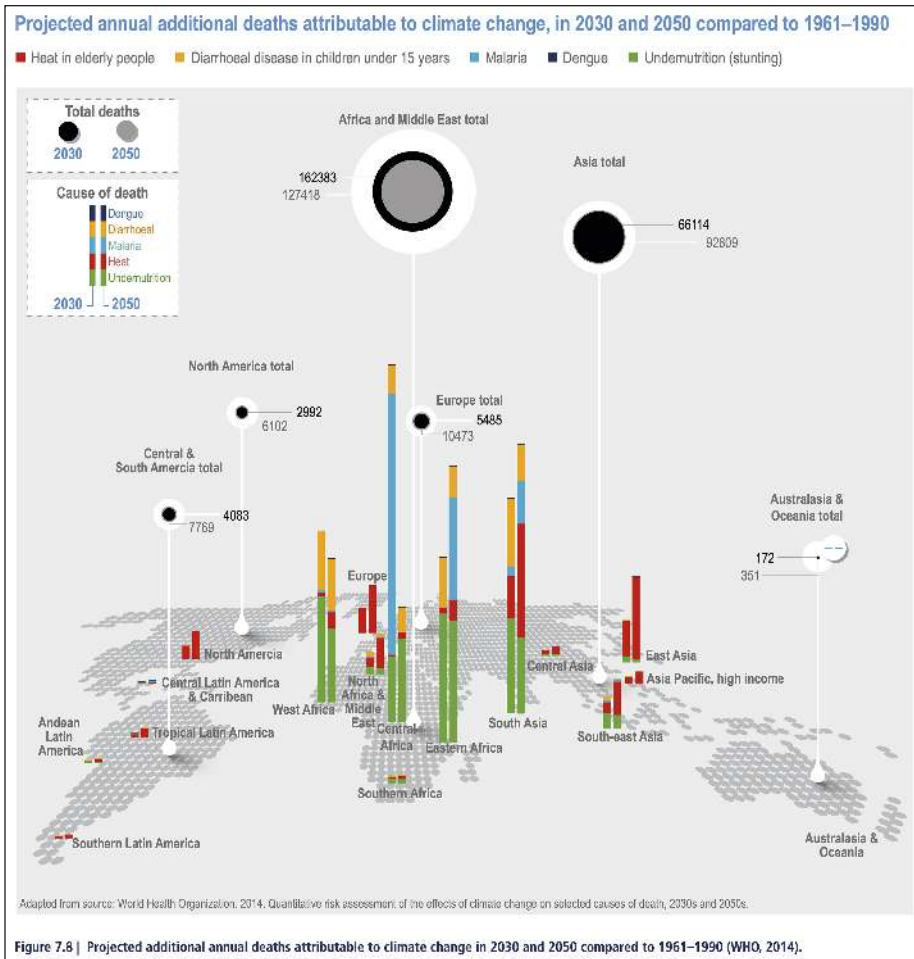 Projected annual additional deaths attributable to climate change, in 2030 and 2050 compared to 1961–1990
Heat in elderly people Diarrhoeal disease in children under 15 years Malaria Dengue Undernutrition (stunting)
Total deaths
2030 2050
Cause of death
Dengue
Diarrhoeal
Malaria
Heat
Undernutrition
2030 2050
Africa and Middle East total
162383
127418
Asia total
66114
92809
North America total
2992
6102
Europe total
5485
10473
Central &
South Amercia total
4083
7769
Australasia &
Oceania total
172
351
Europe
North Amercia
Central Latin America
& Carribean
Andean
Latin
America
Tropical Latin America
Southern Latin America
West Africa
North
Africa &
Middle
East
Central
Africa
Eastern Africa
Southern Africa
South Asia
Central Asia
East Asia
Asia Pacific, high income
South-east Asia
Australasia &
Oceania
Adapted from source: World Health Organization. 2014. Quantitative risk assessment of the effects of climate change on selected causes of death, 2030s and 2050s.
Figure 7.8 | Projected additional annual deaths attributable to climate change in 2030 and 2050 compared to 1961–1990 (WHO, 2014).